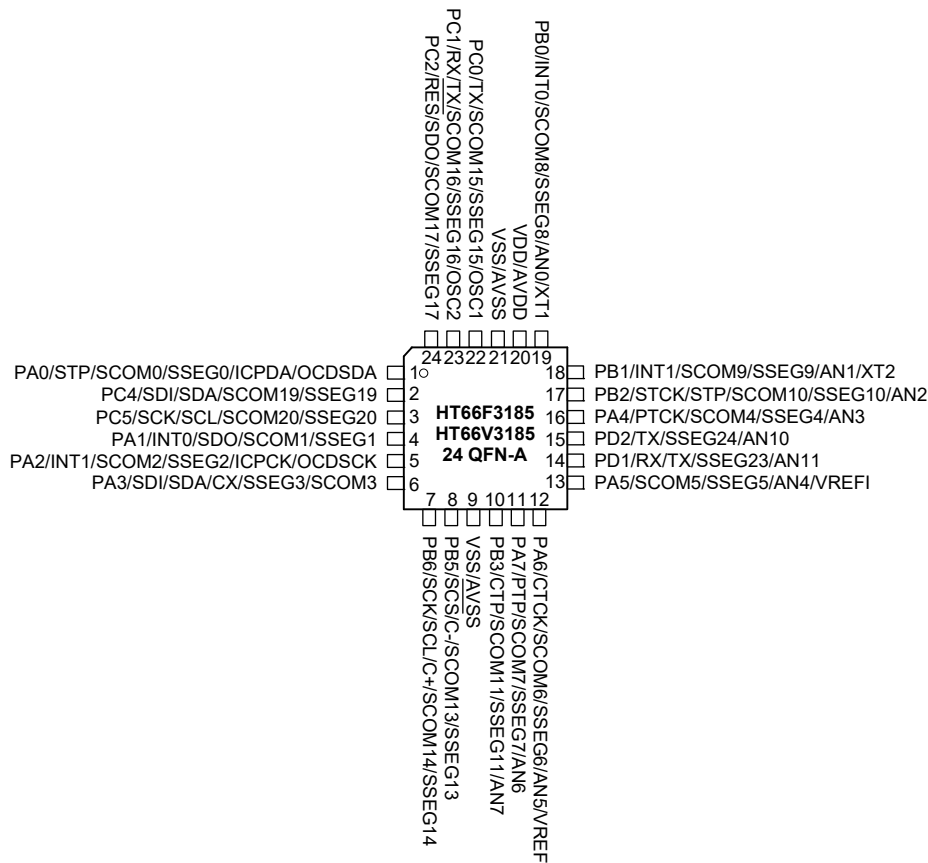 PC2/RES/SDO/SCOM17/SSEG17
PC1/RX/TX/SCOM16/SSEG16/OSC2
PC0/TX/SCOM15/SSEG15/OSC1
VSS/AVSS
VDD/AVDD
PB0/INT0/SCOM8/SSEG8/AN0/XT1
24 23 22 21 20 19
PA0/STP/SCOM0/SSEG0/ICPDA/OCDSDA 1
PC4/SDI/SDA/SCOM19/SSEG19 2
PC5/SCK/SCL/SCOM20/SSEG20 3
PA1/INT0/SDO/SCOM1/SSEG1 4
PA2/INT1/SCOM2/SSEG2/ICPCK/OCDSCK 5
PA3/SDI/SDA/CX/SSEG3/SCOM3 6
HT66F3185
HT66V3185
24 QFN-A
18 PB1/INT1/SCOM9/SSEG9/AN1/XT2
17 PB2/STCK/STP/SCOM10/SSEG10/AN2
16 PA4/PTCK/SCOM4/SSEG4/AN3
15 PD2/TX/SSEG24/AN10
14 PD1/RX/TX/SSEG23/AN11
13 PA5/SCOM5/SSEG5/AN4/VREFI
7 8 9 10 11 12
PB6/SCK/SCL/C+/SCOM14/SSEG14
PB5/SCS/C-/SCOM13/SSEG13
VSS/AVSS
PB3/CTP/SCOM11/SSEG11/AN7
PA7/PTP/SCOM7/SSEG7/AN6
PA6/CTCK/SCOM6/SSEG6/AN5/VREF